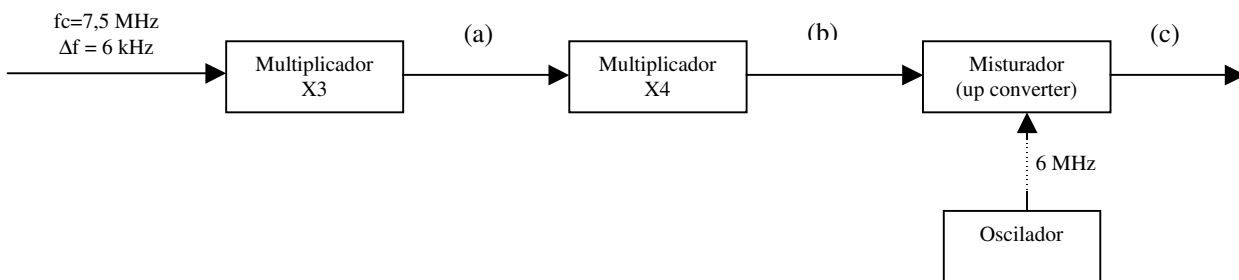 fc=7,5 MHz
Δf = 6 kHz
(a)
(b)
(c)
Multiplicador
X3
Multiplicador
X4
Misturador
(up converter)
6 MHz
Oscilador